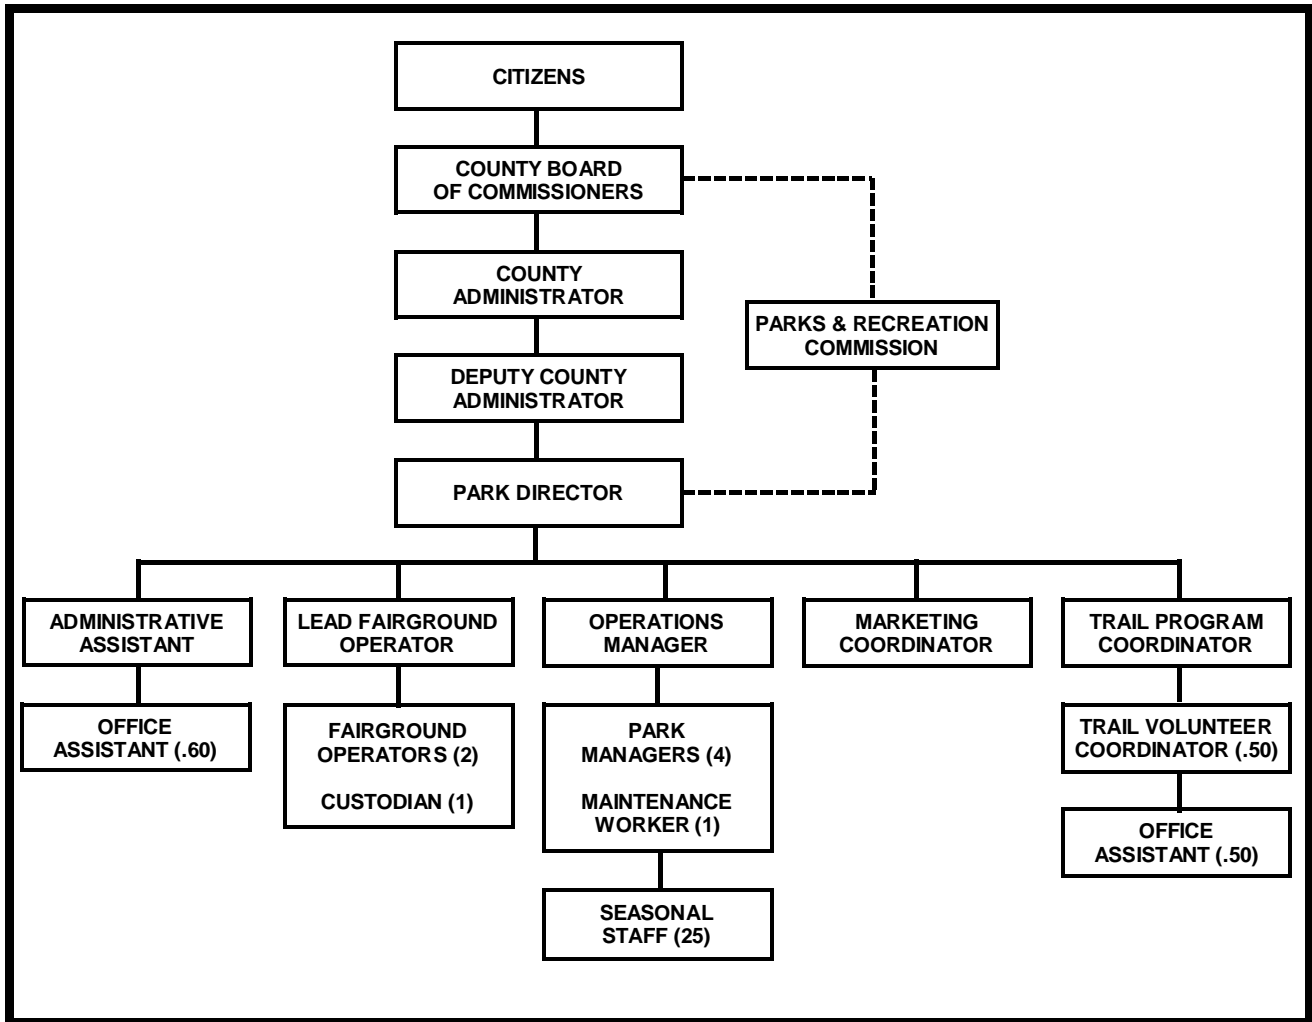 CITIZENS
COUNTY BOARD
OF COMMISSIONERS
COUNTY
ADMINISTRATOR
PARKS & RECREATION
COMMISSION
DEPUTY COUNTY
ADMINISTRATOR
PARK DIRECTOR
ADMINISTRATIVE
ASSISTANT
LEAD FAIRGROUND
OPERATOR
OPERATIONS
MANAGER
MARKETING
COORDINATOR
TRAIL PROGRAM
COORDINATOR
OFFICE
ASSISTANT (.60)
FAIRGROUND
OPERATORS (2)
CUSTODIAN (1)
PARK
MANAGERS (4)
MAINTENANCE
WORKER (1)
TRAIL VOLUNTEER
COORDINATOR (.50)
OFFICE
ASSISTANT (.50)
SEASONAL
STAFF (25)